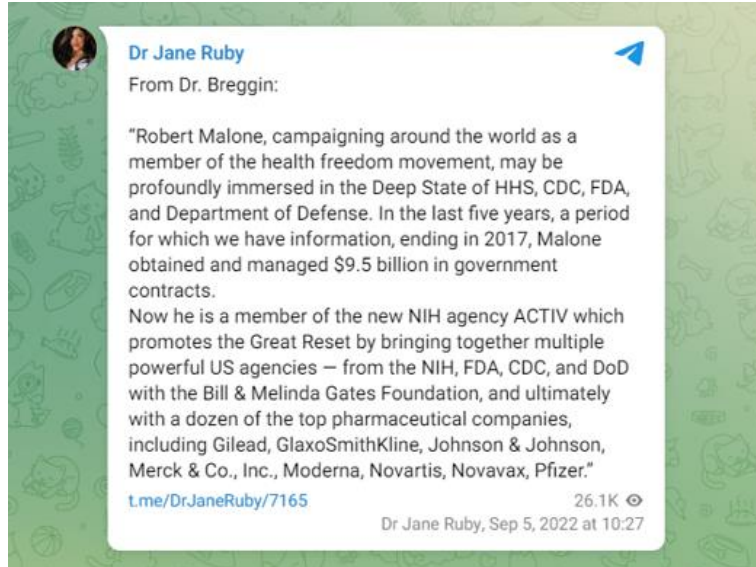 Dr Jane Ruby
From Dr. Breggin:
“Robert Malone, campaigning around the world as a
member of the health freedom movement, may be
profoundly immersed in the Deep State of HHS, CDC, FDA,
and Department of Defense. In the last five years, a period
for which we have information, ending in 2017, Malone
obtained and managed $9.5 billion in government
contracts.
Now he is a member of the new NIH agency ACTIV which
promotes the Great Reset by bringing together multiple
powerful US agencies — from the NIH, FDA, CDC, and DoD
with the Bill & Melinda Gates Foundation, and ultimately
with a dozen of the top pharmaceutical companies,
including Gilead, GlaxoSmithKline, Johnson & Johnson,
Merck & Co., Inc., Moderna, Novartis, Novavax, Pfizer.”
t.me/DrJaneRuby/7165 26.1K
Dr Jane Ruby, Sep 5, 2022 at 10:27